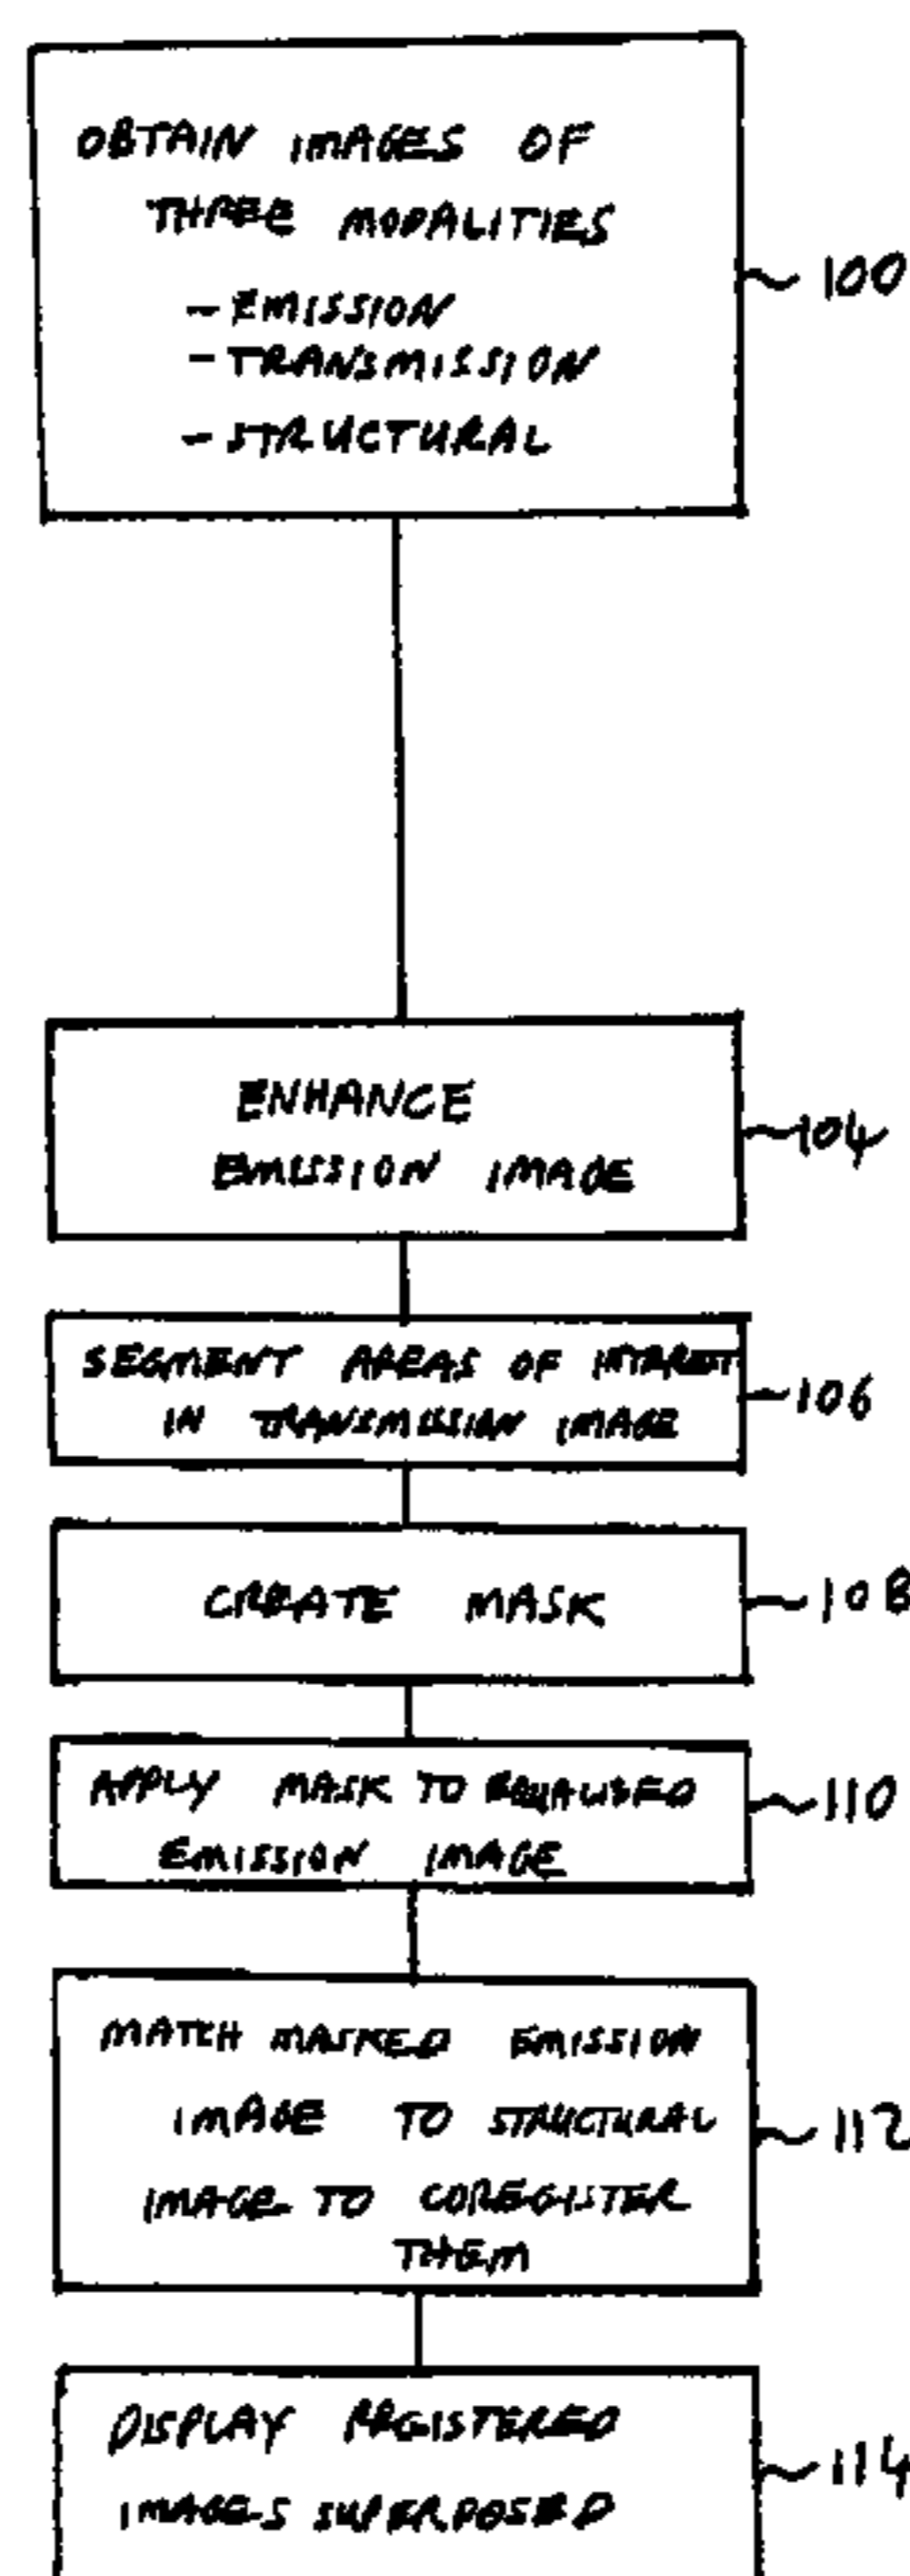 OBTAIN IMAGES OF
THREE MODALITIES
- EMISSION
- TRANSMISSION
- STRUCTURAL
100
ENHANCE
EMISSION IMAGE
104
SEGMENT AREAS OF INTEREST
IN TRANSMISSION IMAGE
106
CREATE MASK
108
APPLY MASK TO EQUALISED
EMISSION IMAGE
110
MATCH MASKED EMISSION
IMAGE TO STRUCTURAL
IMAGE TO COREGISTER
THEM
112
DISPLAY REGISTERED
IMAGES SUPERPOSED
114